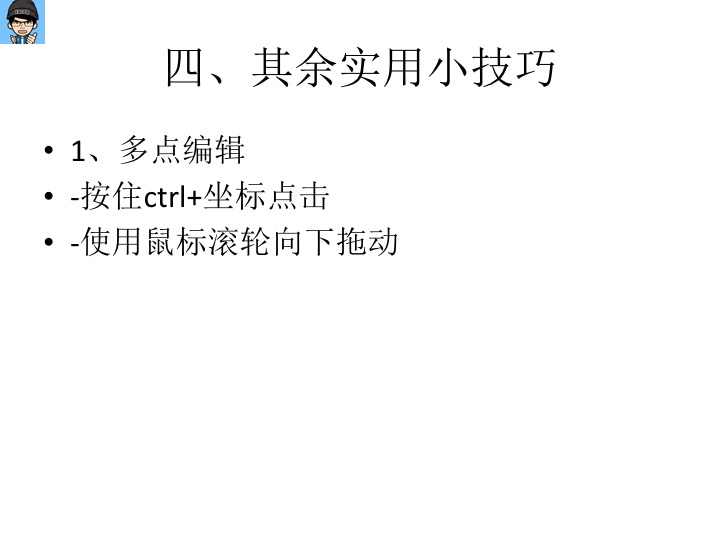 四、其余实用小技巧
• 1、多点编辑
• -按住ctrl+坐标点击
• -使用鼠标滚轮向下拖动